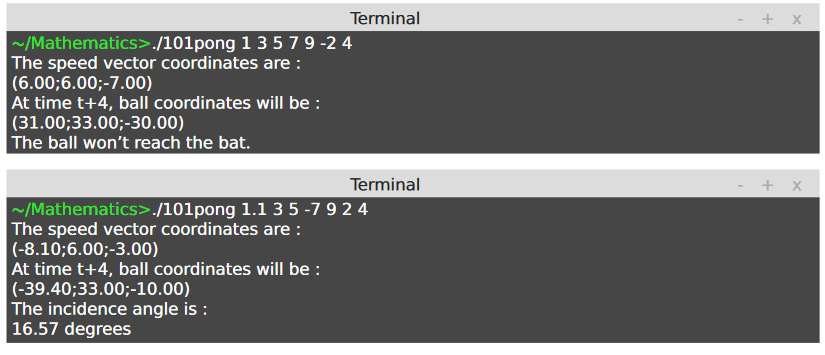 Terminal - + x
~/Mathematics>./101pong 1 3 5 7 9 -2 4
The speed vector coordinates are :
(6.00;6.00;-7.00)
At time t+4, ball coordinates will be :
(31.00;33.00;-30.00)
The ball won’t reach the bat.
Terminal - + x
~/Mathematics>./101pong 1.1 3 5 -7 9 2 4
The speed vector coordinates are :
(-8.10;6.00;-3.00)
At time t+4, ball coordinates will be :
(-39.40;33.00;-10.00)
The incidence angle is :
16.57 degrees